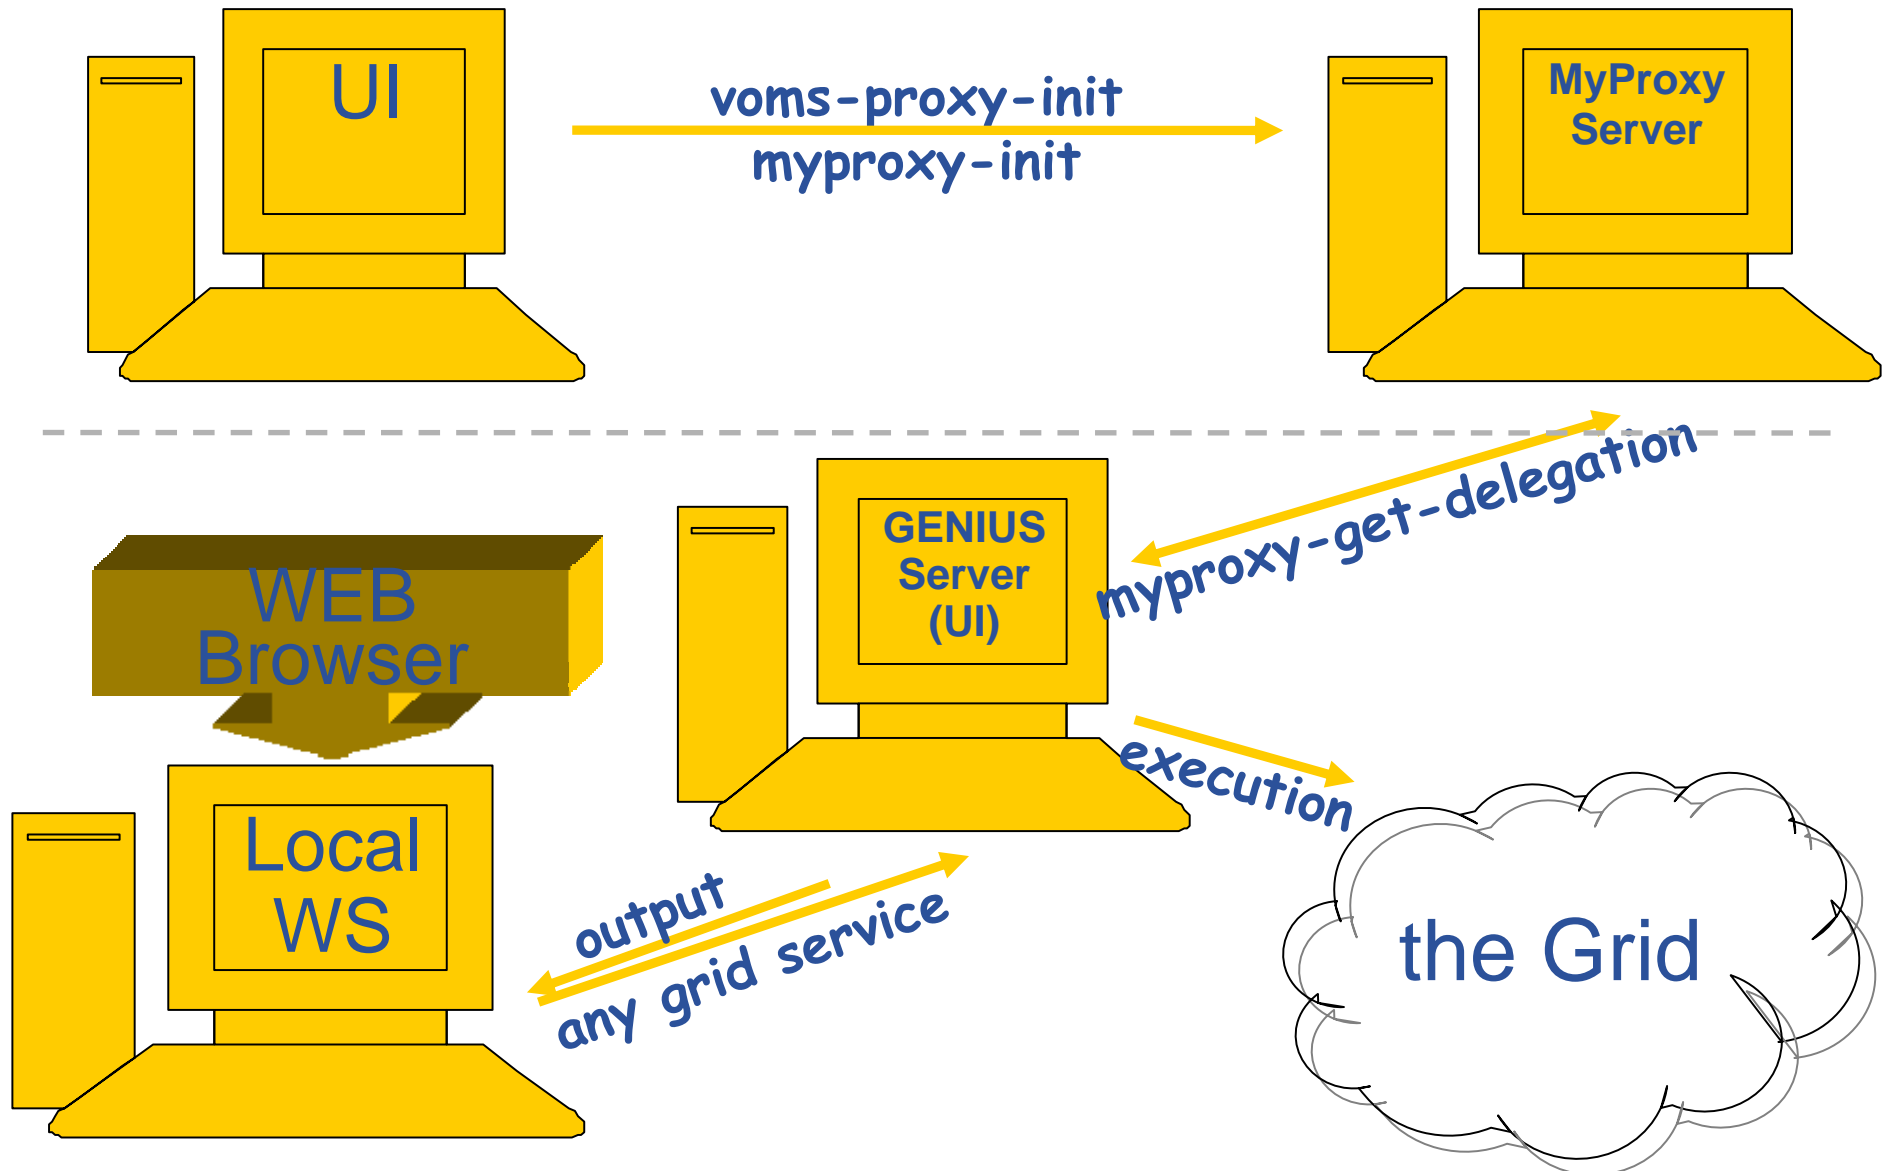 UI
voms-proxy-init
myproxy-init
MyProxy
Server
myproxy-get-delegation
GENIUS
Server
(UI)
WEB
Browser
execution
Local
WS
output
any grid service
the Grid